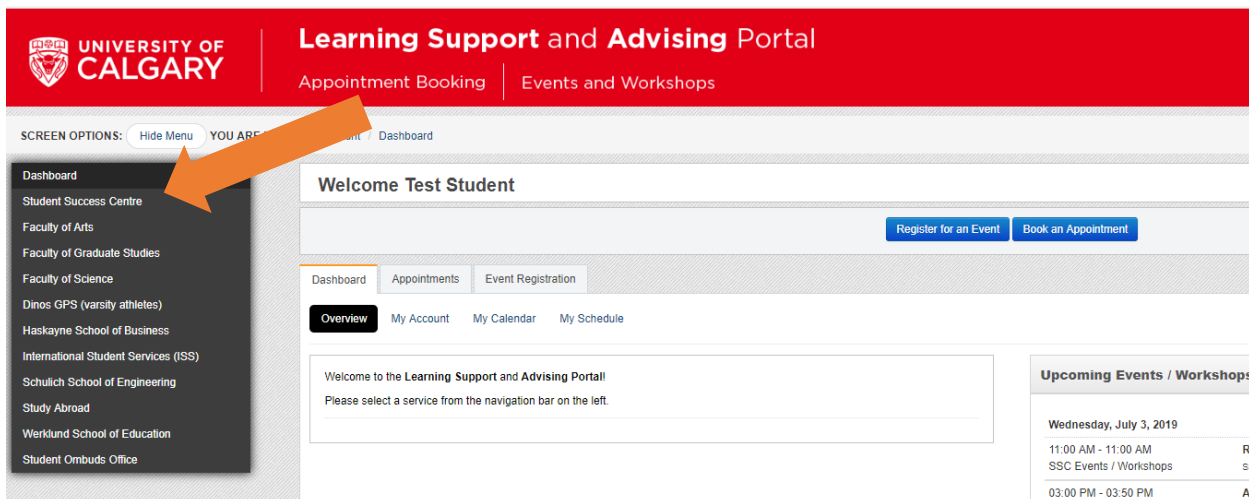 UNIVERSITY OF
CALGARY
Learning Support and Advising Portal
Appointment Booking Events and Workshops
SCREEN OPTIONS: Hide Menu YOU ARE / Dashboard
Dashboard
Student Success Centre
Faculty of Arts
Faculty of Graduate Studies
Faculty of Science
Dinos GPS (varsity athletes)
Haskayne School of Business
International Student Services (ISS)
Schulich School of Engineering
Study Abroad
Werklund School of Education
Student Ombuds Office
Welcome Test Student
Register for an Event Book an Appointment
Dashboard Appointments Event Registration
Overview My Account My Calendar My Schedule
Welcome to the Learning Support and Advising Portal!
Please select a service from the navigation bar on the left.
Upcoming Events / Workshops
Wednesday, July 3, 2019
11:00 AM - 11:00 AM
SSC Events / Workshops
03:00 PM - 03:50 PM